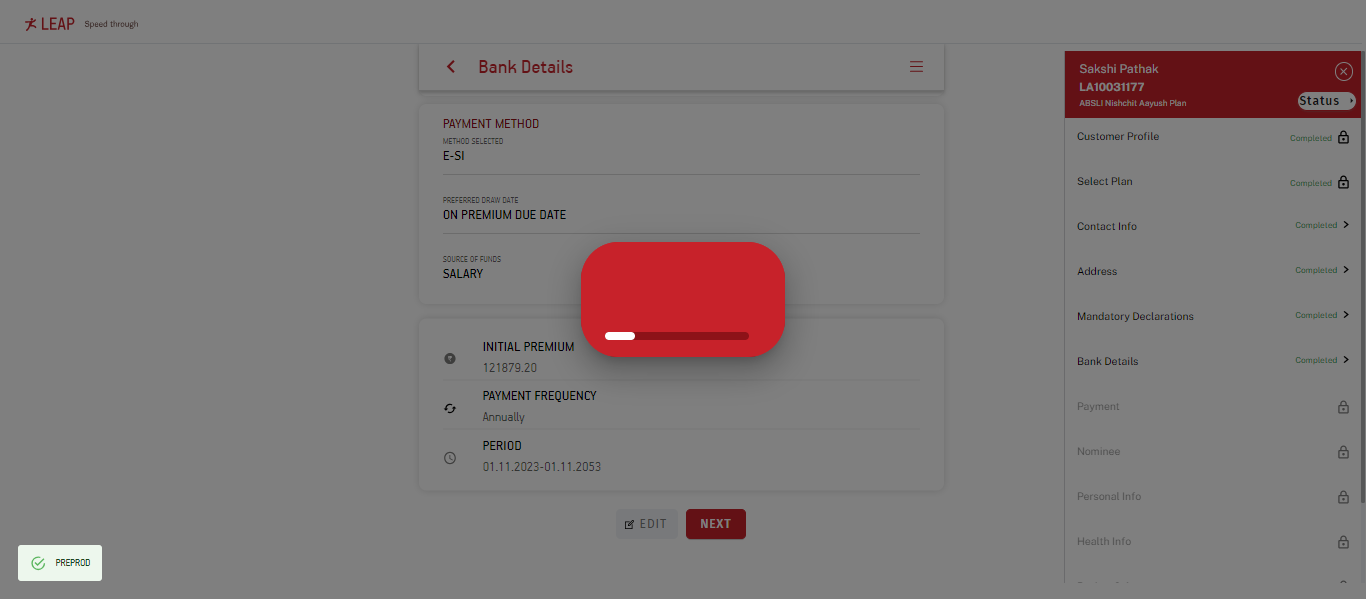 LEAP Speed through
Bank Details
PAYMENT METHOD
METHOD SELECTED
E-SI
PREFERRED DRAW DATE
ON PREMIUM DUE DATE
SOURCE OF FUNDS
SALARY
INITIAL PREMIUM
121879.20
PAYMENT FREQUENCY
Annually
PERIOD
01.11.2023-01.11.2053
EDIT NEXT
PREPROD
Sakshi Pathak
LA10031177
ABSLI Nishchit Aayush Plan
Status
Customer Profile Completed
Select Plan Completed
Contact Info Completed
Address Completed
Mandatory Declarations Completed
Bank Details Completed
Payment
Nominee
Personal Info
Health Info